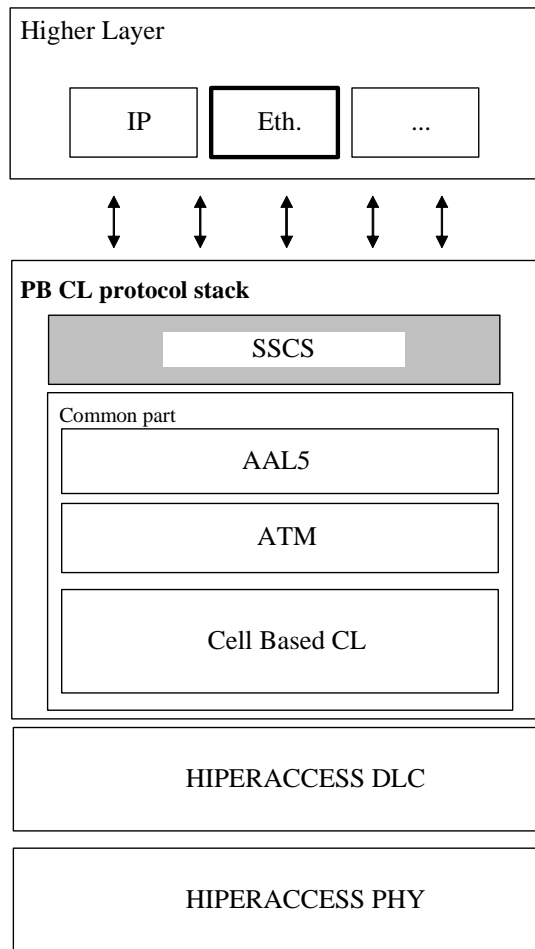 Higher Layer
IP
Eth.
...
PB CL protocol stack
SSCS
Common part
AAL5
ATM
Cell Based CL
HIPERACCESS DLC
HIPERACCESS PHY